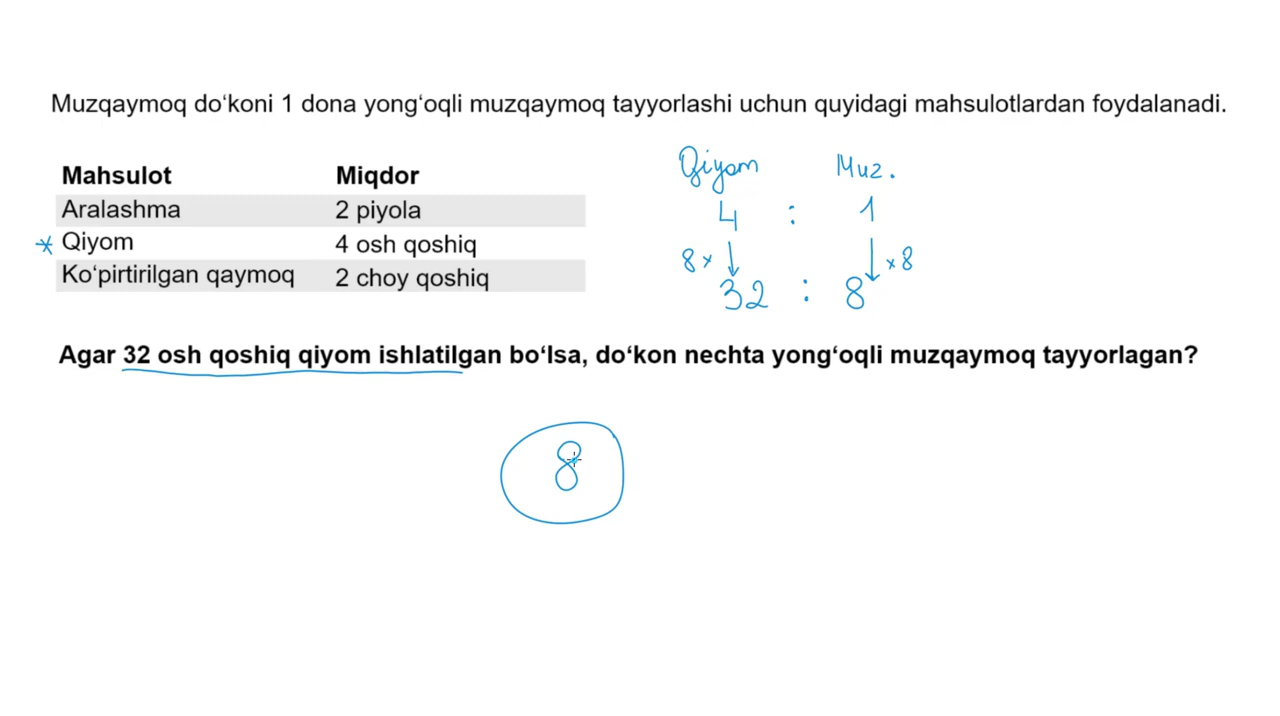 Muzqaymoq do‘koni 1 dona yong‘oqli muzqaymoq tayyorlashi uchun quyidagi mahsulotlardan foydalanadi.
Mahsulot Miqdor
Aralashma 2 piyola
* Qiyom 4 osh qoshiq
Ko‘pirtirilgan qaymoq 2 choy qoshiq
Qiyom Muz.
4 : 1
8 × × 8
32 : 8
Agar 32 osh qoshiq qiyom ishlatilgan bo‘lsa, do‘kon nechta yong‘oqli muzqaymoq tayyorlagan?
8